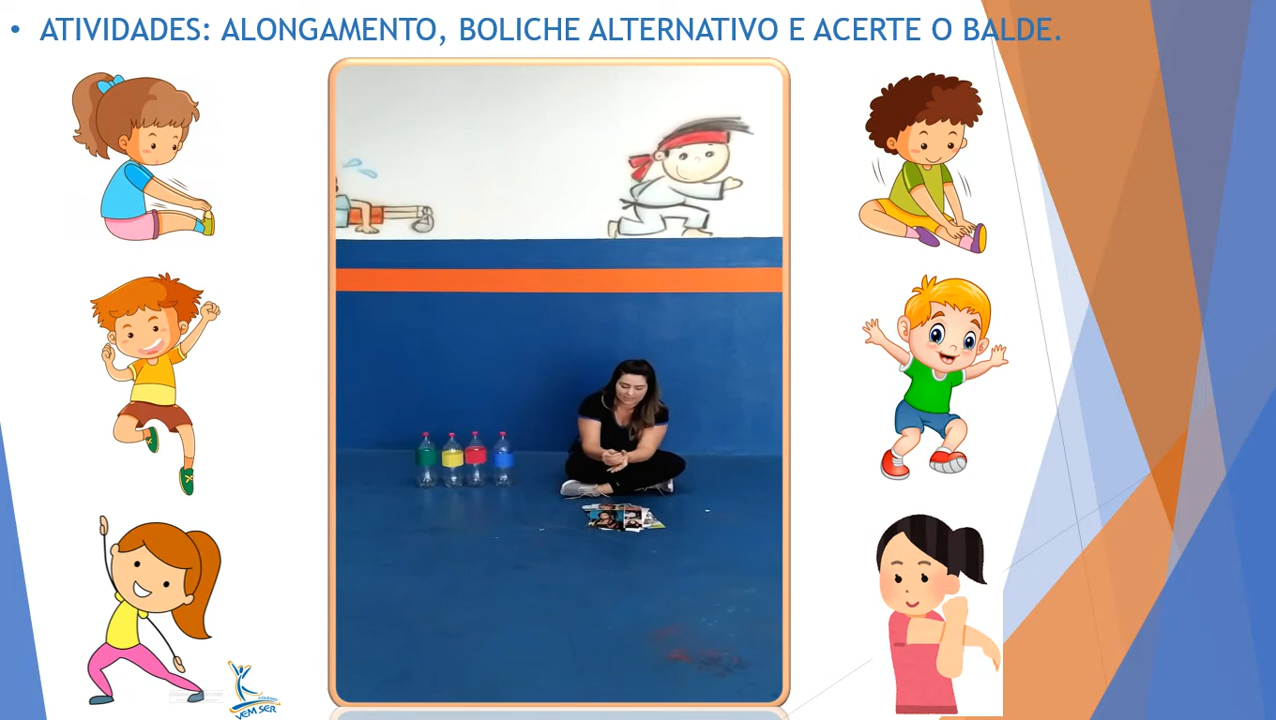 • ATIVIDADES: ALONGAMENTO, BOLICHE ALTERNATIVO E ACERTE O BALDE.
VEM SER